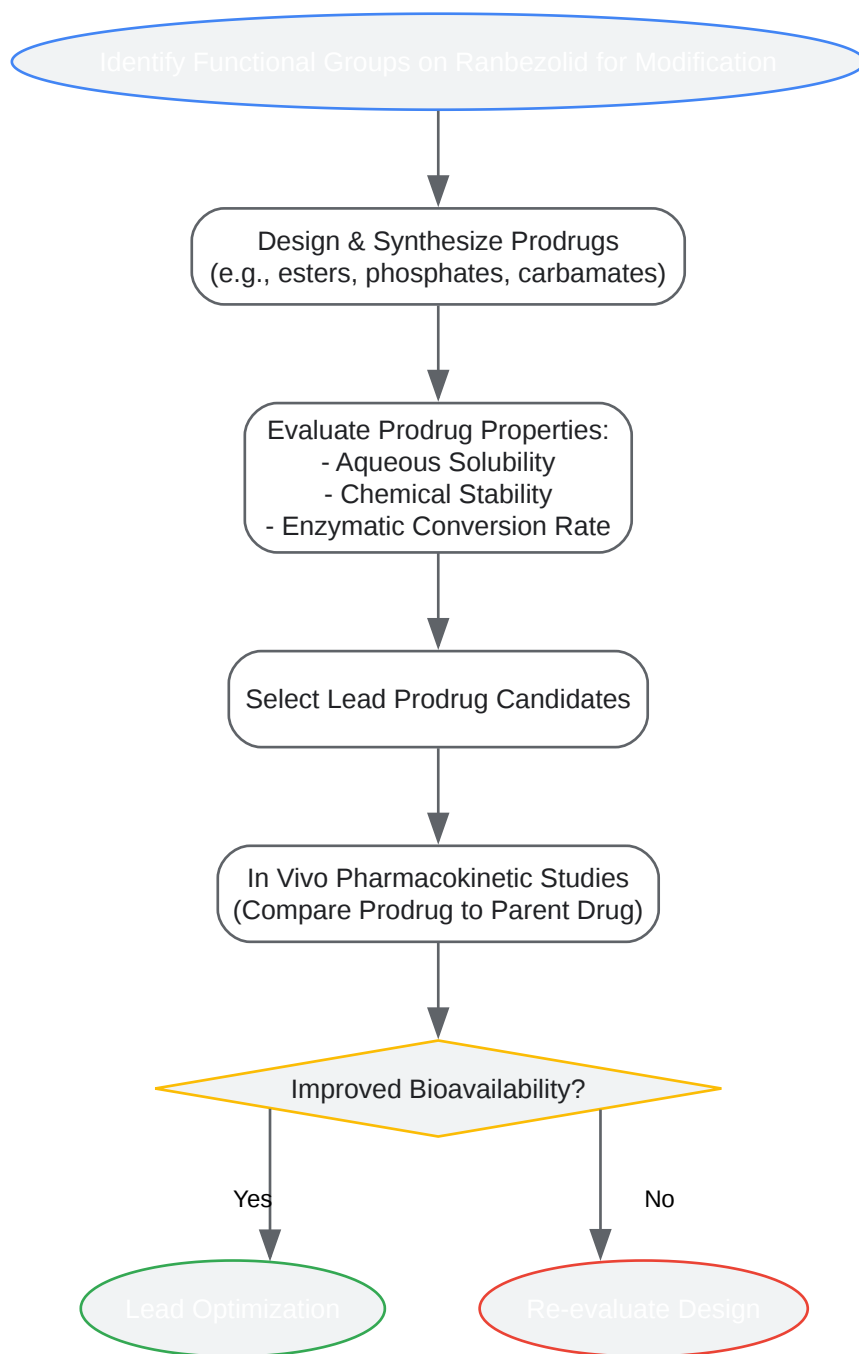 Identify Functional Groups on Ranbezolid for Modification
Design & Synthesize Prodrugs
(e.g., esters, phosphates, carbamates)
Evaluate Prodrug Properties:
- Aqueous Solubility
- Chemical Stability
- Enzymatic Conversion Rate
Select Lead Prodrug Candidates
In Vivo Pharmacokinetic Studies
(Compare Prodrug to Parent Drug)
Improved Bioavailability?
Yes
No
Lead Optimization
Re-evaluate Design